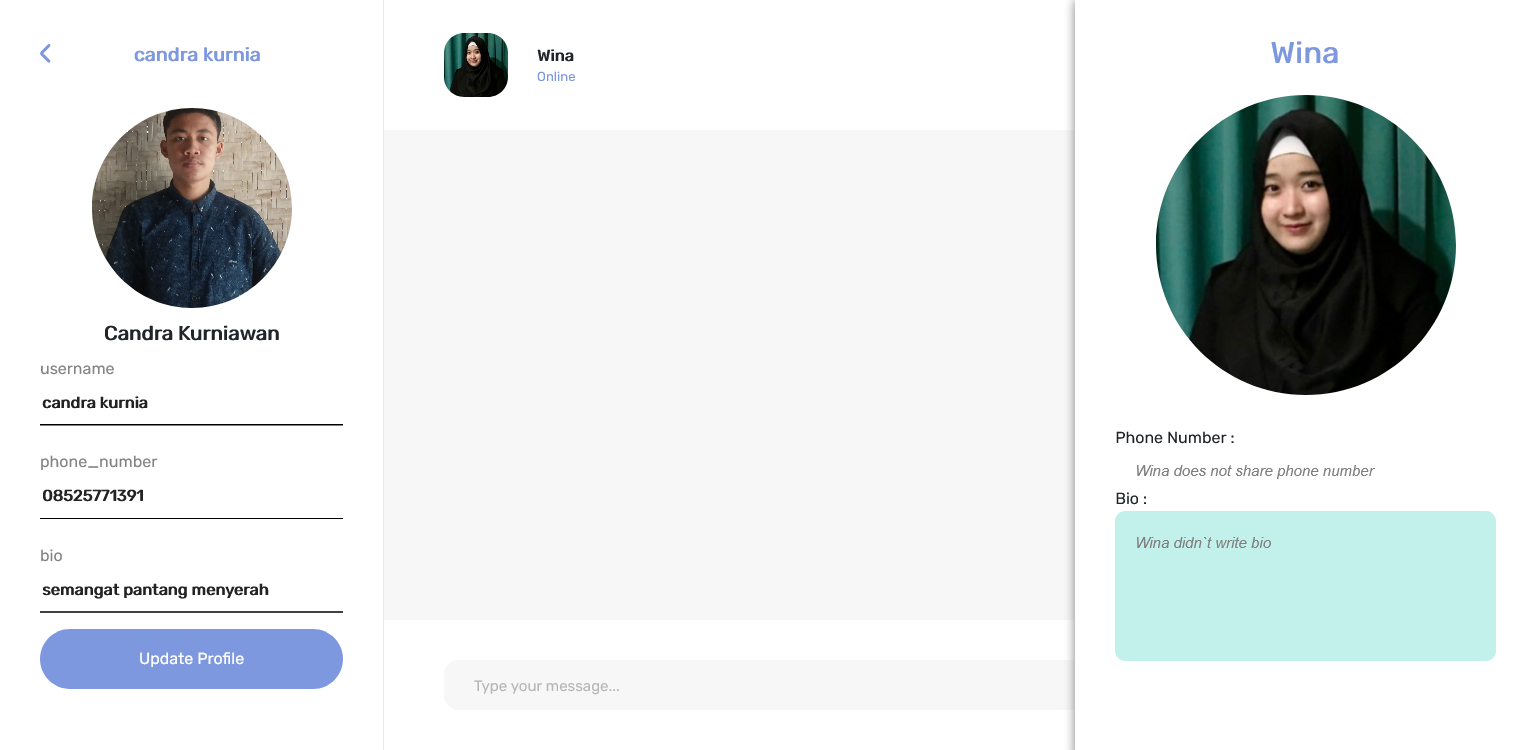 candra kurnia
Candra Kurniawan
username
candra kurnia
phone_number
08525771391
bio
semangat pantang menyerah
Update Profile
Wina
Online
Type your message...
Wina
Phone Number :
Wina does not share phone number
Bio :
Wina didn`t write bio